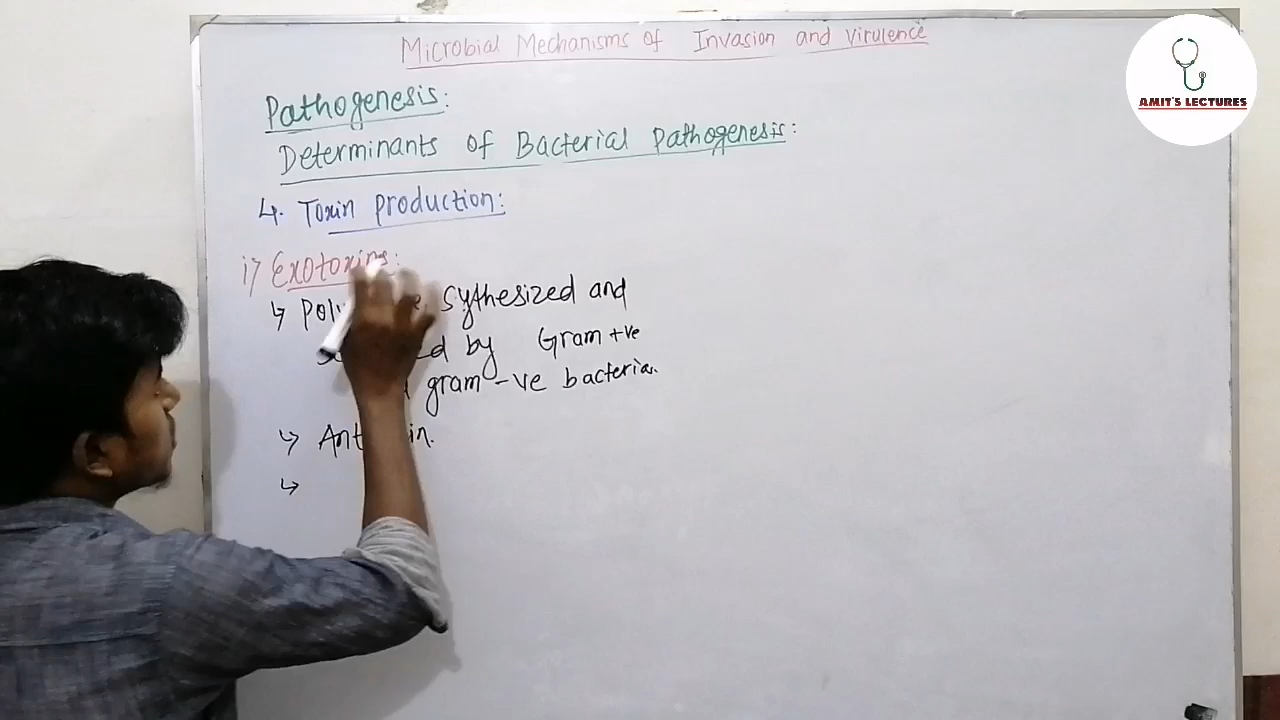 Microbial Mechanisms of Invasion and Virulence
AMIT'S LECTURES
Pathogenesis:
Determinants of Bacterial Pathogenesis:
4. Toxin production:
i) Exotoxins:
↳ sythesized and
by Gram +ve
gram -ve bacteria.
↳
↳